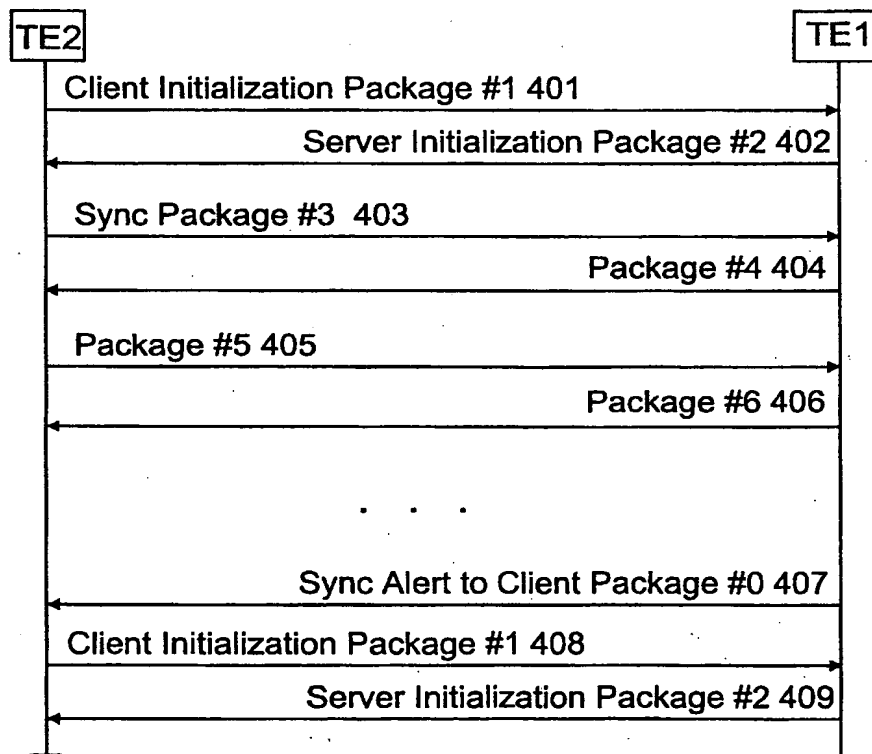 TE2
TE1
Client Initialization Package #1 401
Server Initialization Package #2 402
Sync Package #3 403
Package #4 404
Package #5 405
Package #6 406
. . .
Sync Alert to Client Package #0 407
Client Initialization Package #1 408
Server Initialization Package #2 409